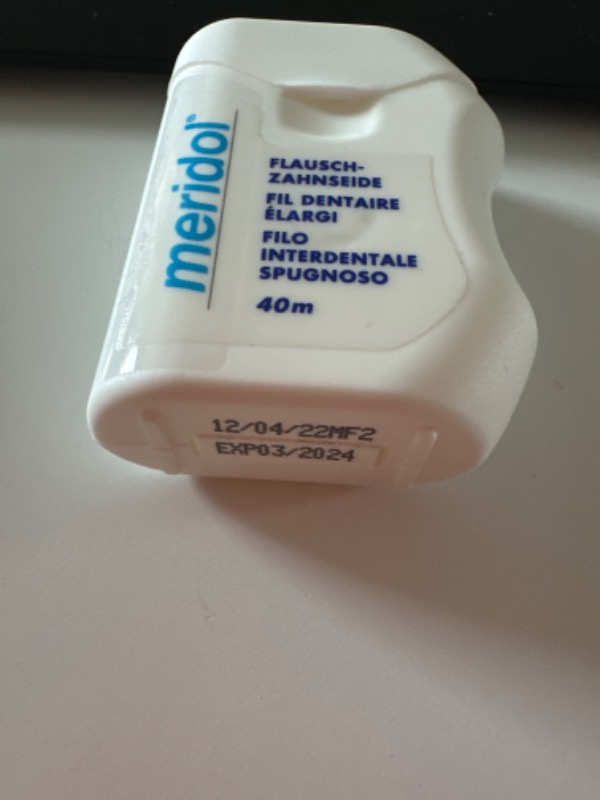 meridol®
FLAUSCH-
ZAHNSEIDE
FIL DENTAIRE
ÉLARGI
FILO
INTERDENTALE
SPUGNOSO
40m
12/04/22MF2
EXP03/2024